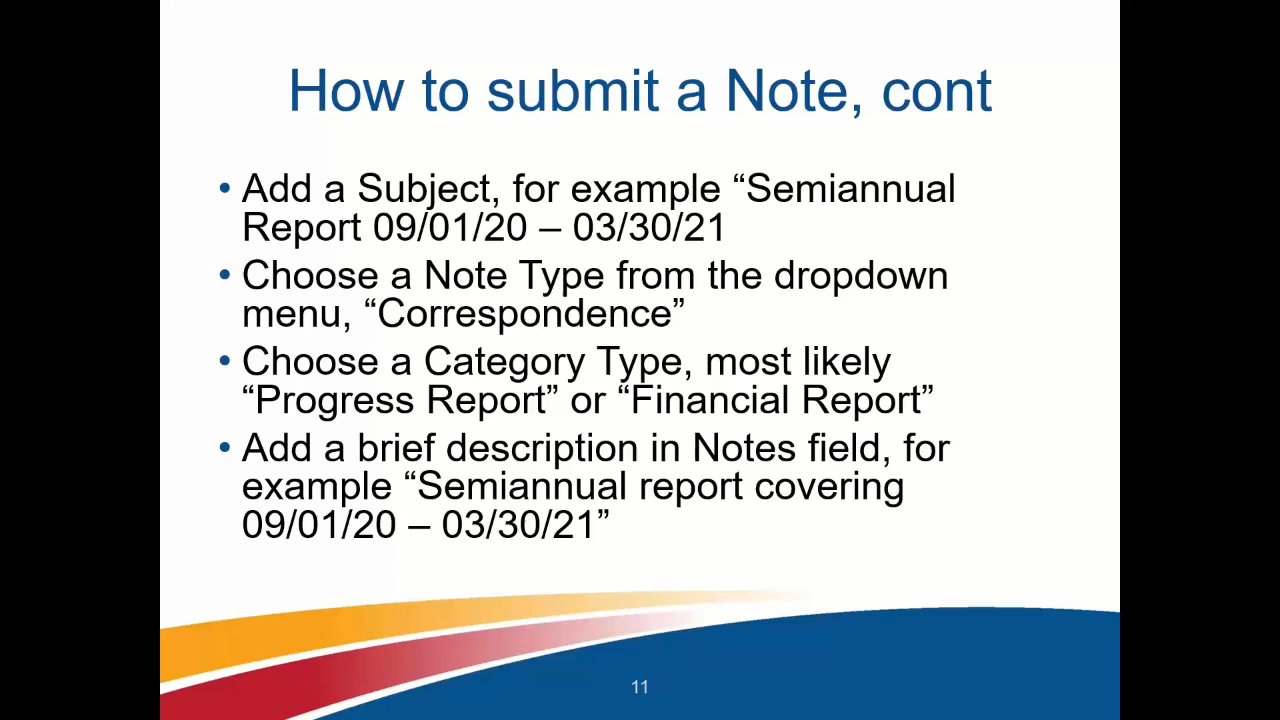 How to submit a Note, cont
• Add a Subject, for example “Semiannual
Report 09/01/20 – 03/30/21
• Choose a Note Type from the dropdown
menu, “Correspondence”
• Choose a Category Type, most likely
“Progress Report” or “Financial Report”
• Add a brief description in Notes field, for
example “Semiannual report covering
09/01/20 – 03/30/21”
11